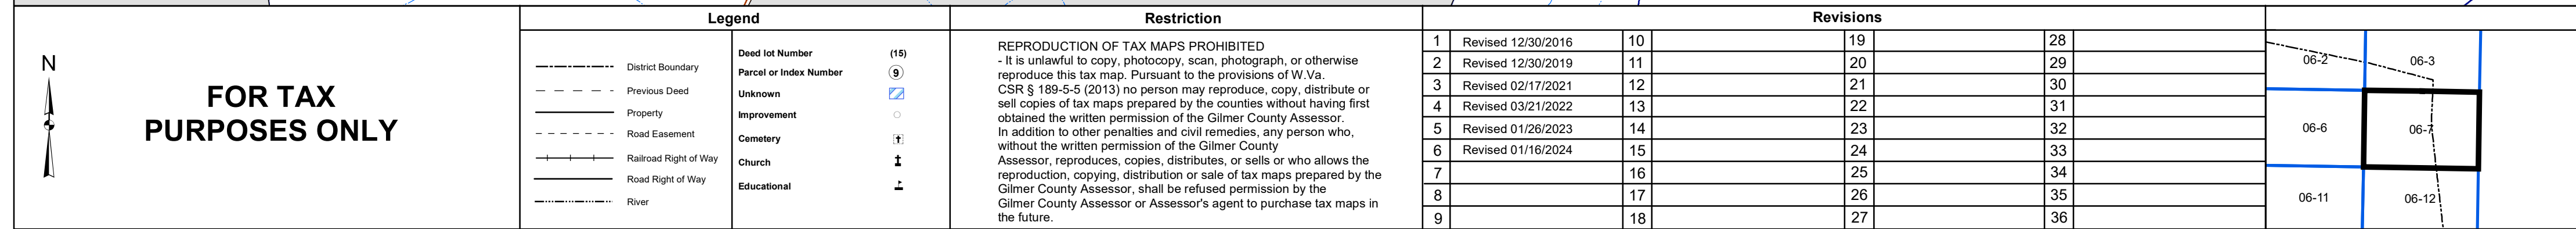 N
FOR TAX
PURPOSES ONLY
Legend
District Boundary
Previous Deed
Property
Road Easement
Railroad Right of Way
Road Right of Way
River
Deed lot Number (15)
Parcel or Index Number 9
Unknown
Improvement
Cemetery
Church
Educational
Restriction
REPRODUCTION OF TAX MAPS PROHIBITED
- It is unlawful to copy, photocopy, scan, photograph, or otherwise
reproduce this tax map. Pursuant to the provisions of W.Va.
CSR § 189-5-5 (2013) no person may reproduce, copy, distribute or
sell copies of tax maps prepared by the counties without having first
obtained the written permission of the Gilmer County Assessor.
In addition to other penalties and civil remedies, any person who,
without the written permission of the Gilmer County
Assessor, reproduces, copies, distributes, or sells or who allows the
reproduction, copying, distribution or sale of tax maps prepared by the
Gilmer County Assessor, shall be refused permission by the
Gilmer County Assessor or Assessor's agent to purchase tax maps in
the future.
Revisions
1 Revised 12/30/2016 10 19 28
2 Revised 12/30/2019 11 20 29
3 Revised 02/17/2021 12 21 30
4 Revised 03/21/2022 13 22 31
5 Revised 01/26/2023 14 23 32
6 Revised 01/16/2024 15 24 33
7 16 25 34
8 17 26 35
9 18 27 36
06-2 06-3
06-6 06-7
06-11 06-12